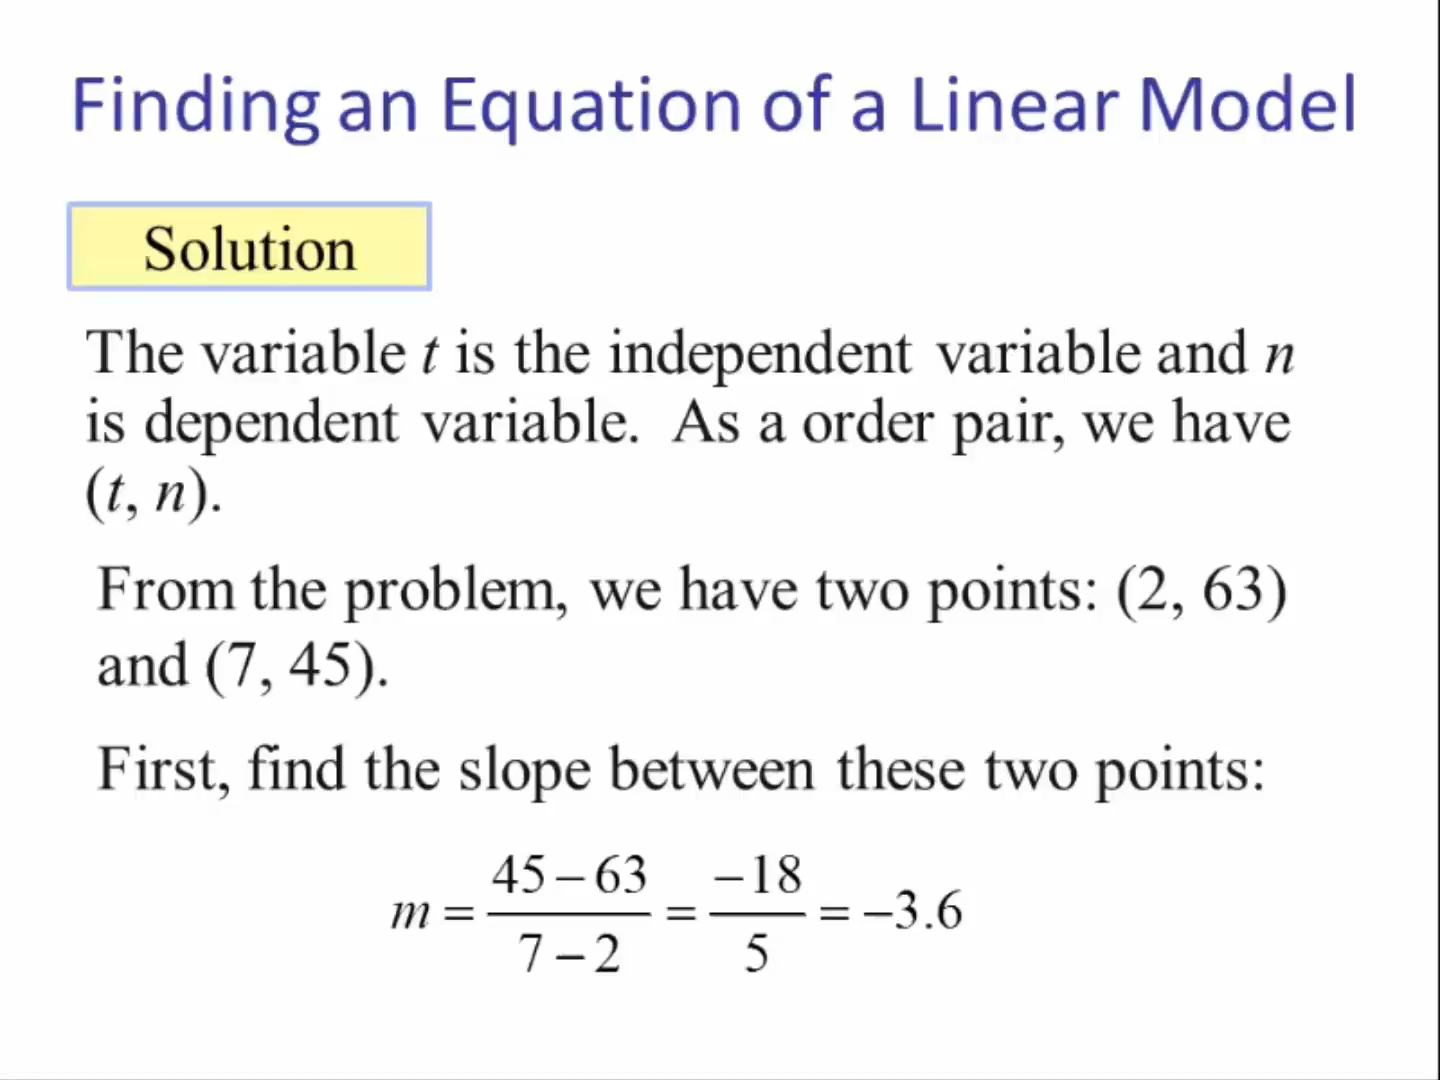 Finding an Equation of a Linear Model
Solution
The variable t is the independent variable and n
is dependent variable. As a order pair, we have
(t, n).
From the problem, we have two points: (2, 63)
and (7, 45).
First, find the slope between these two points:
m = (45 − 63)/(7 − 2) = −18/5 = −3.6